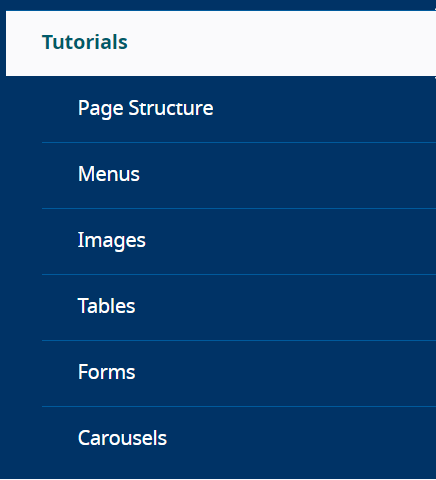 Tutorials
Page Structure
Menus
Images
Tables
Forms
Carousels